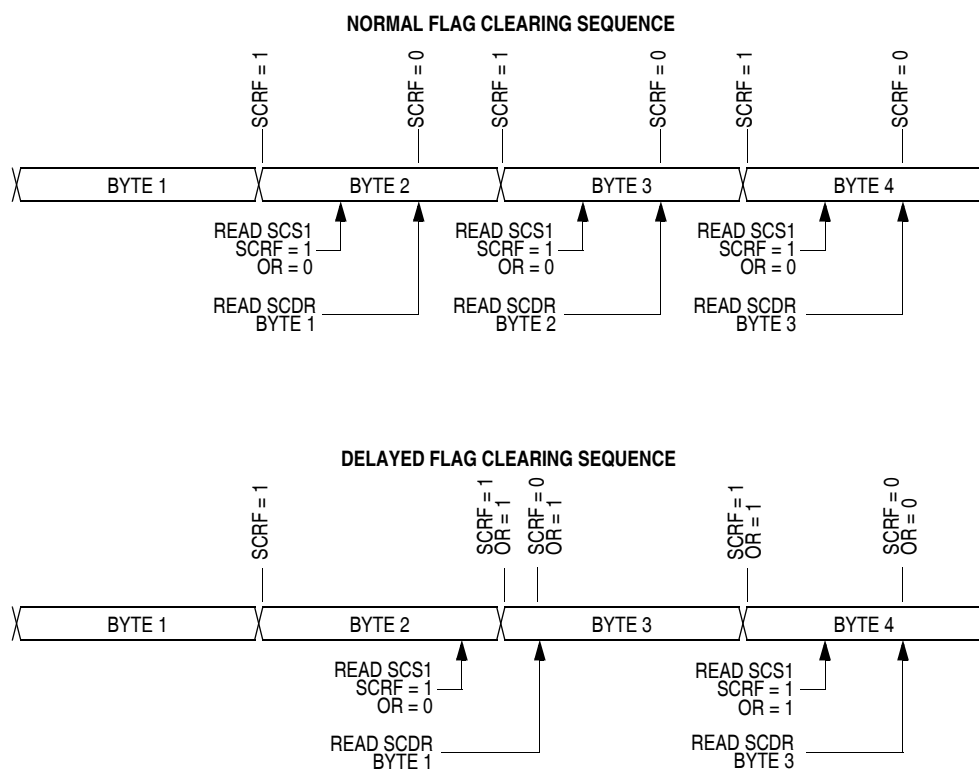 NORMAL FLAG CLEARING SEQUENCE
SCRF = 1
SCRF = 0
SCRF = 1
SCRF = 0
SCRF = 1
SCRF = 0
BYTE 1
BYTE 2
BYTE 3
BYTE 4
READ SCS1
SCRF = 1
OR = 0
READ SCS1
SCRF = 1
OR = 0
READ SCS1
SCRF = 1
OR = 0
READ SCDR
BYTE 1
READ SCDR
BYTE 2
READ SCDR
BYTE 3
DELAYED FLAG CLEARING SEQUENCE
SCRF = 1
SCRF = 1
OR = 1
SCRF = 0
OR = 1
SCRF = 1
OR = 1
SCRF = 0
OR = 0
BYTE 1
BYTE 2
BYTE 3
BYTE 4
READ SCS1
SCRF = 1
OR = 0
READ SCS1
SCRF = 1
OR = 1
READ SCDR
BYTE 1
READ SCDR
BYTE 3